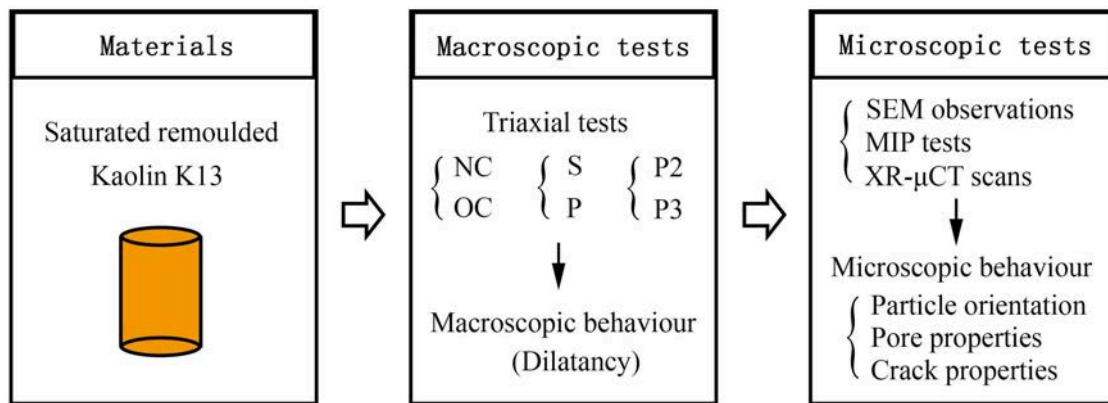 Materials
Saturated remoulded
Kaolin K13
Macroscopic tests
Triaxial tests
NC S P2
OC P P3
Macroscopic behaviour
(Dilatancy)
Microscopic tests
SEM observations
MIP tests
XR-μCT scans
Microscopic behaviour
Particle orientation
Pore properties
Crack properties